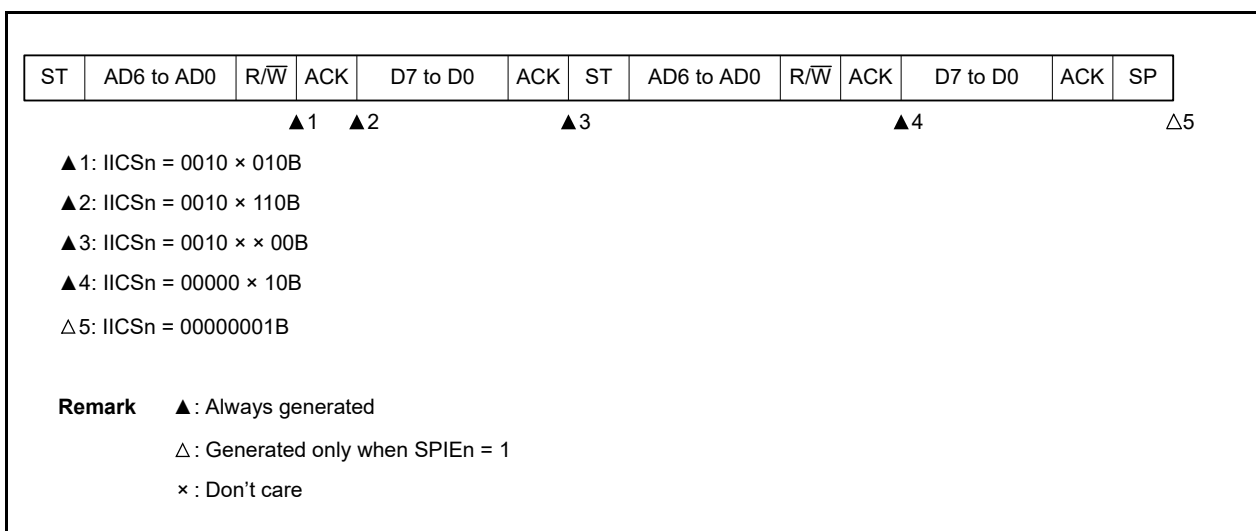 ST AD6 to AD0 R/W̅ ACK D7 to D0 ACK ST AD6 to AD0 R/W̅ ACK D7 to D0 ACK SP
▲1 ▲2 ▲3 ▲4 △5
▲1: IICSn = 0010 × 010B
▲2: IICSn = 0010 × 110B
▲3: IICSn = 0010 × × 00B
▲4: IICSn = 00000 × 10B
△5: IICSn = 00000001B
Remark ▲: Always generated
△: Generated only when SPIEn = 1
×: Don't care